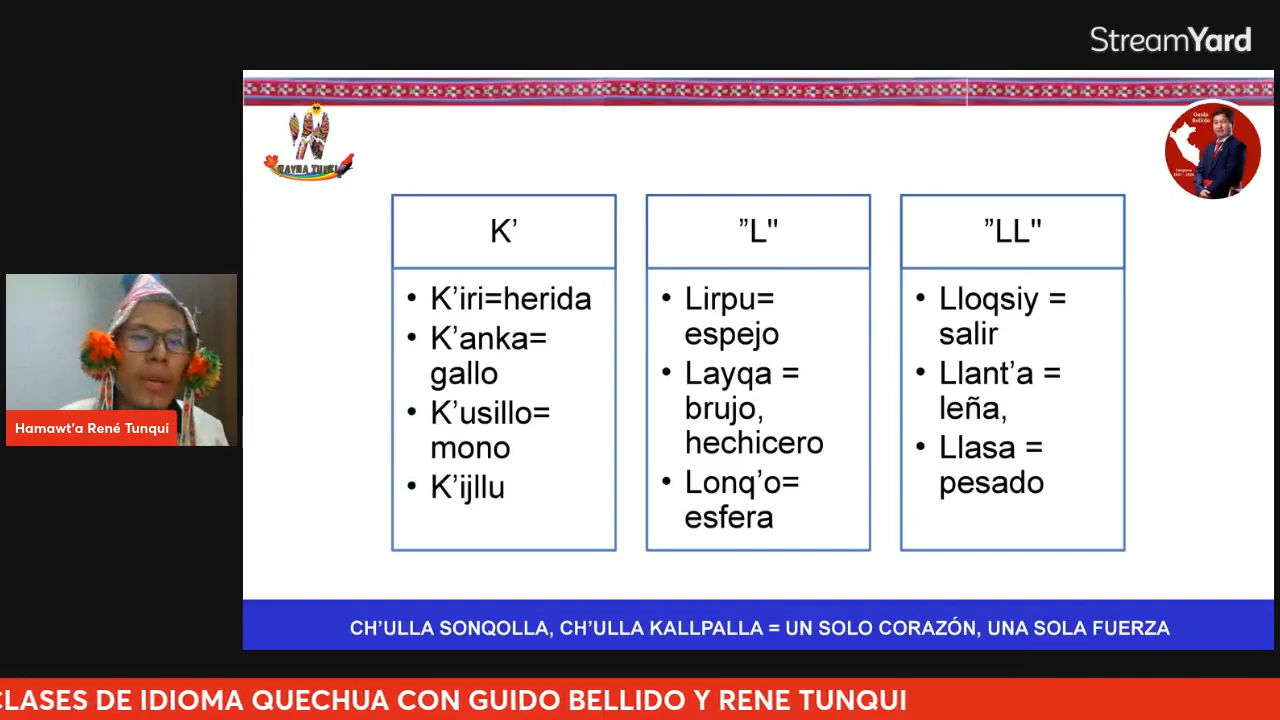 StreamYard
Guido
Bellido
K’ ”L" ”LL"
• K’iri=herida
• K’anka=
gallo
• K’usillo=
mono
• K’ijllu
• Lirpu=
espejo
• Layqa =
brujo,
hechicero
• Lonq’o=
esfera
• Lloqsiy =
salir
• Llant’a =
leña,
• Llasa =
pesado
Hamawt'a René Tunqui
CH’ULLA SONQOLLA, CH’ULLA KALLPALLA = UN SOLO CORAZÓN, UNA SOLA FUERZA
CLASES DE IDIOMA QUECHUA CON GUIDO BELLIDO Y RENE TUNQUI